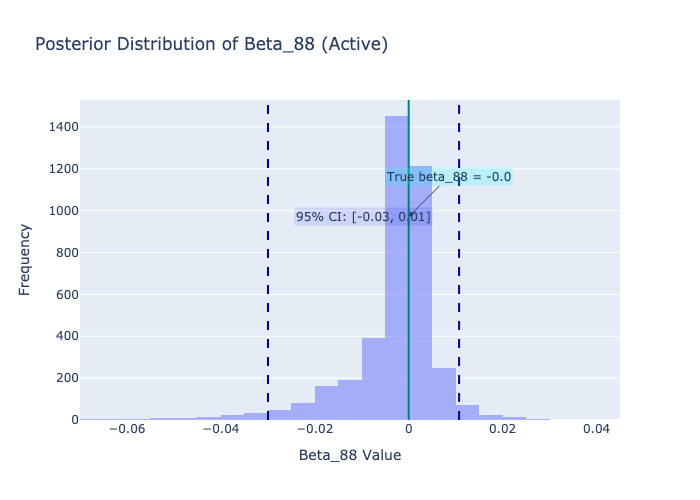 Posterior Distribution of Beta_88 (Active)
1400
1200
1000
800
600
400
200
0
Frequency
True beta_88 = -0.0
95% CI: [-0.03, 0.01]
−0.06
−0.04
−0.02
0
0.02
0.04
Beta_88 Value